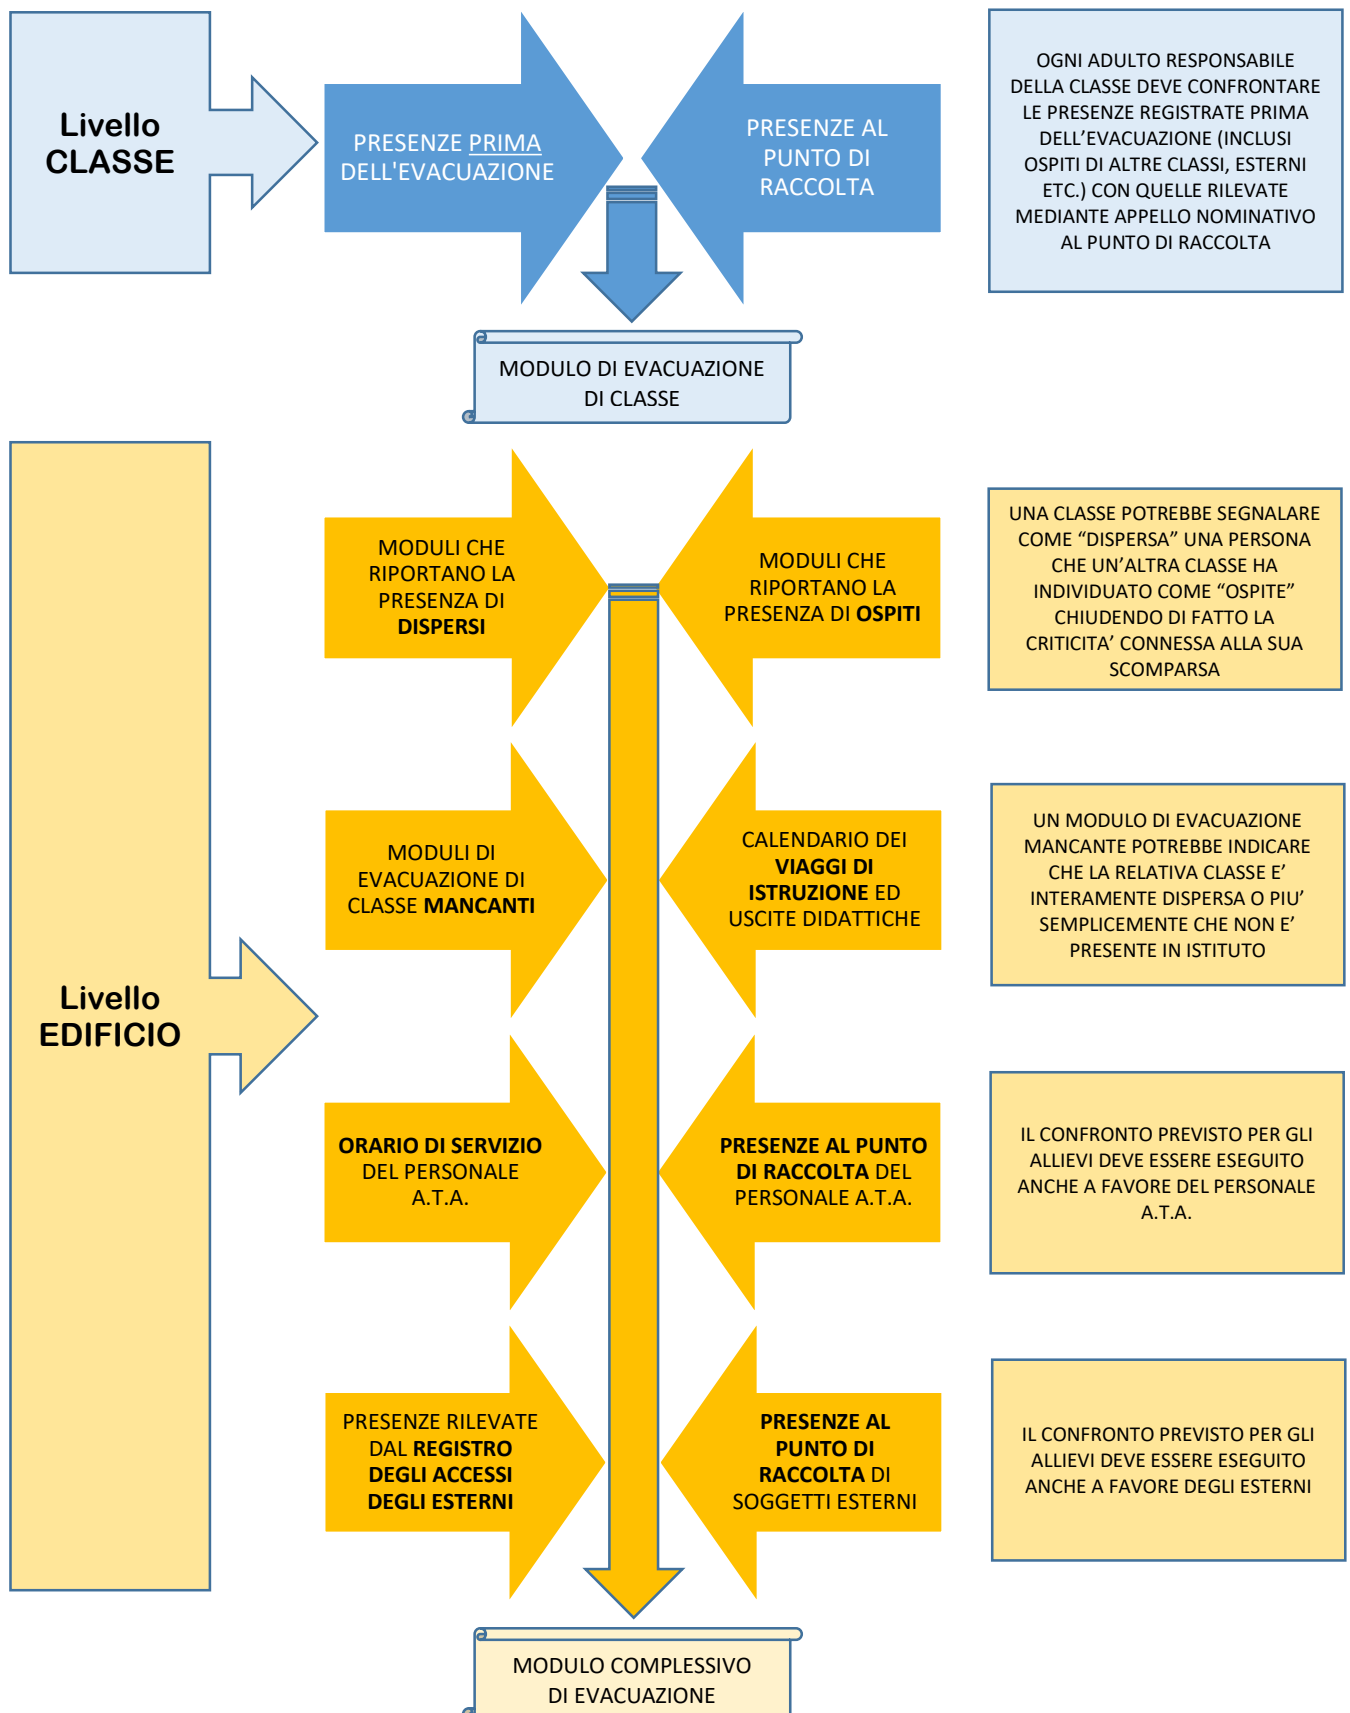 Livello
CLASSE
PRESENZE PRIMA
DELL'EVACUAZIONE
PRESENZE AL
PUNTO DI
RACCOLTA
OGNI ADULTO RESPONSABILE
DELLA CLASSE DEVE CONFRONTARE
LE PRESENZE REGISTRATE PRIMA
DELL’EVACUAZIONE (INCLUSI
OSPITI DI ALTRE CLASSI, ESTERNI
ETC.) CON QUELLE RILEVATE
MEDIANTE APPELLO NOMINATIVO
AL PUNTO DI RACCOLTA
MODULO DI EVACUAZIONE
DI CLASSE
Livello
EDIFICIO
MODULI CHE
RIPORTANO LA
PRESENZA DI
DISPERSI
MODULI CHE
RIPORTANO LA
PRESENZA DI OSPITI
UNA CLASSE POTREBBE SEGNALARE
COME “DISPERSA” UNA PERSONA
CHE UN’ALTRA CLASSE HA
INDIVIDUATO COME “OSPITE”
CHIUDENDO DI FATTO LA
CRITICITA’ CONNESSA ALLA SUA
SCOMPARSA
MODULI DI
EVACUAZIONE DI
CLASSE MANCANTI
CALENDARIO DEI
VIAGGI DI
ISTRUZIONE ED
USCITE DIDATTICHE
UN MODULO DI EVACUAZIONE
MANCANTE POTREBBE INDICARE
CHE LA RELATIVA CLASSE E’
INTERAMENTE DISPERSA O PIU’
SEMPLICEMENTE CHE NON E’
PRESENTE IN ISTITUTO
ORARIO DI SERVIZIO
DEL PERSONALE
A.T.A.
PRESENZE AL PUNTO
DI RACCOLTA DEL
PERSONALE A.T.A.
IL CONFRONTO PREVISTO PER GLI
ALLIEVI DEVE ESSERE ESEGUITO
ANCHE A FAVORE DEL PERSONALE
A.T.A.
PRESENZE RILEVATE
DAL REGISTRO
DEGLI ACCESSI
DEGLI ESTERNI
PRESENZE AL
PUNTO DI
RACCOLTA DI
SOGGETTI ESTERNI
IL CONFRONTO PREVISTO PER GLI
ALLIEVI DEVE ESSERE ESEGUITO
ANCHE A FAVORE DEGLI ESTERNI
MODULO COMPLESSIVO
DI EVACUAZIONE